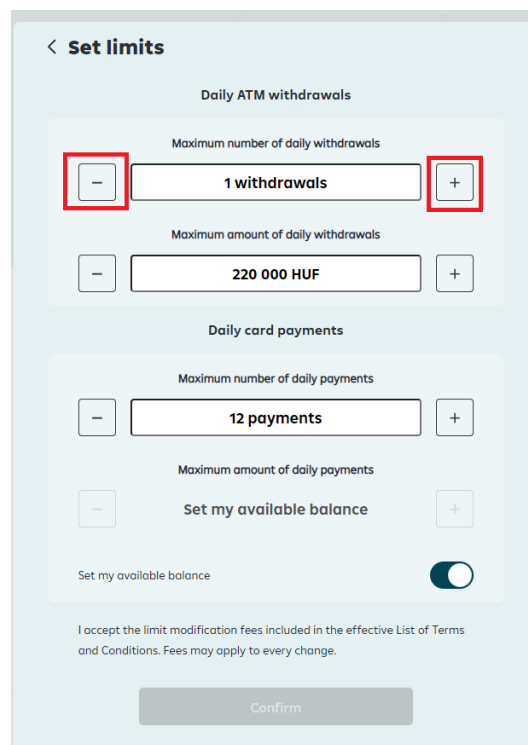 < Set limits
Daily ATM withdrawals
Maximum number of daily withdrawals
− 1 withdrawals +
Maximum amount of daily withdrawals
− 220 000 HUF +
Daily card payments
Maximum number of daily payments
− 12 payments +
Maximum amount of daily payments
− Set my available balance +
Set my available balance
I accept the limit modification fees included in the effective List of Terms
and Conditions. Fees may apply to every change.
Confirm